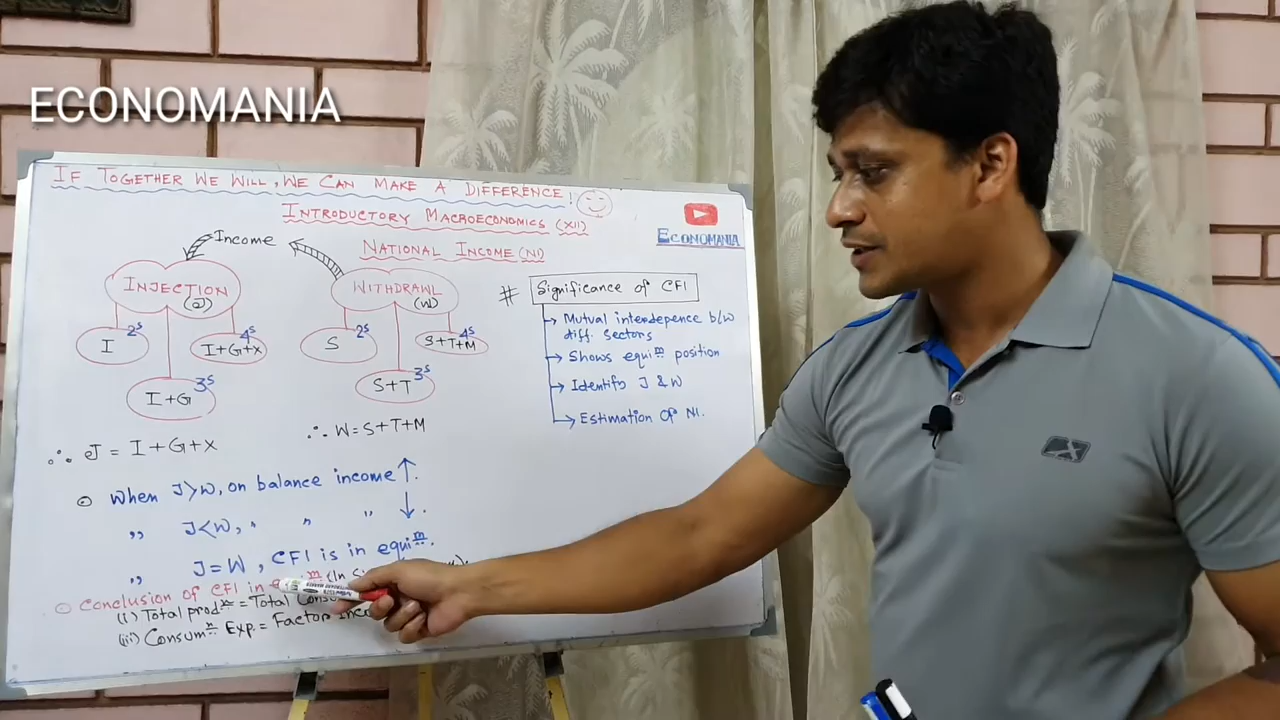 ECONOMANIA
IF TOGETHER WE WILL, WE CAN MAKE A DIFFERENCE!
INTRODUCTORY MACROECONOMICS (XII)
NATIONAL INCOME (NI)
ECONOMANIA
Income
INJECTION
(J)
I 2s
I+G+X 4s
I+G 3s
∴ J = I+G+X
WITHDRAWL
(W)
S 2s
S+T+M 4s
S+T 3s
∴ W=S+T+M
# Significance of CFI
→ Mutual interdepence b/w
diff. sectors
→ Shows equim position
→ Identify J & W
→ Estimation of NI.
When J>W, on balance income ↑.
,, J<W, " " " ↓.
,, J=W, CFI is in equim.
Conclusion of CFI in
(i) Total prodn = Total
(ii) Consumn Exp. = Factor